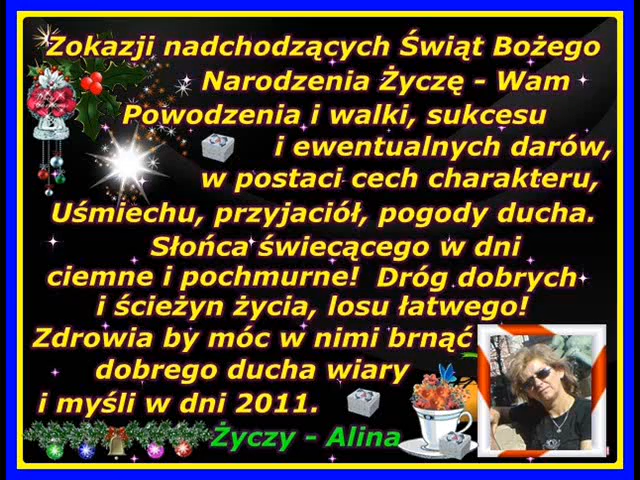 Zokazji nadchodzących Świąt Bożego
Narodzenia Życzę - Wam
Powodzenia i walki, sukcesu
i ewentualnych darów,
w postaci cech charakteru,
Uśmiechu, przyjaciół, pogody ducha.
Słońca świecącego w dni
ciemne i pochmurne! Dróg dobrych
i ścieżyn życia, losu łatwego!
Zdrowia by móc w nimi brnąć
dobrego ducha wiary
i myśli w dni 2011.
Życzy - Alina